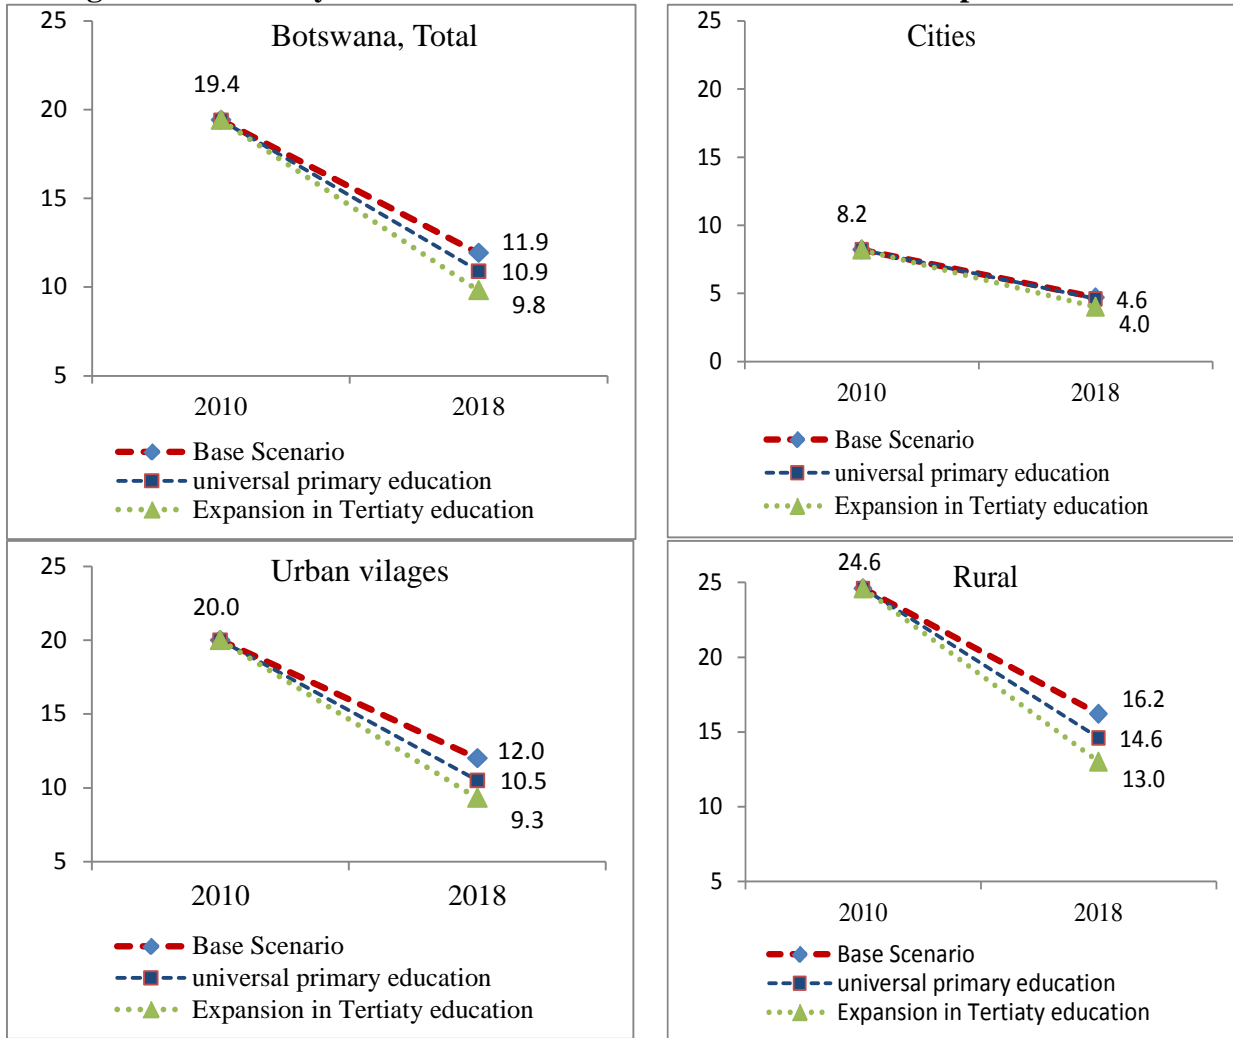 Botswana, Total
25
20
15
10
5
19.4
11.9
10.9
9.8
2010 2018
Base Scenario
universal primary education
Expansion in Tertiaty education
Cities
25
20
15
10
5
0
8.2
4.6
4.0
2010 2018
Base Scenario
universal primary education
Expansion in Tertiaty education
Urban vilages
25
20
15
10
5
20.0
12.0
10.5
9.3
2010 2018
Base Scenario
universal primary education
Expansion in Tertiaty education
Rural
25
20
15
10
5
24.6
16.2
14.6
13.0
2010 2018
Base Scenario
universal primary education
Expansion in Tertiaty education